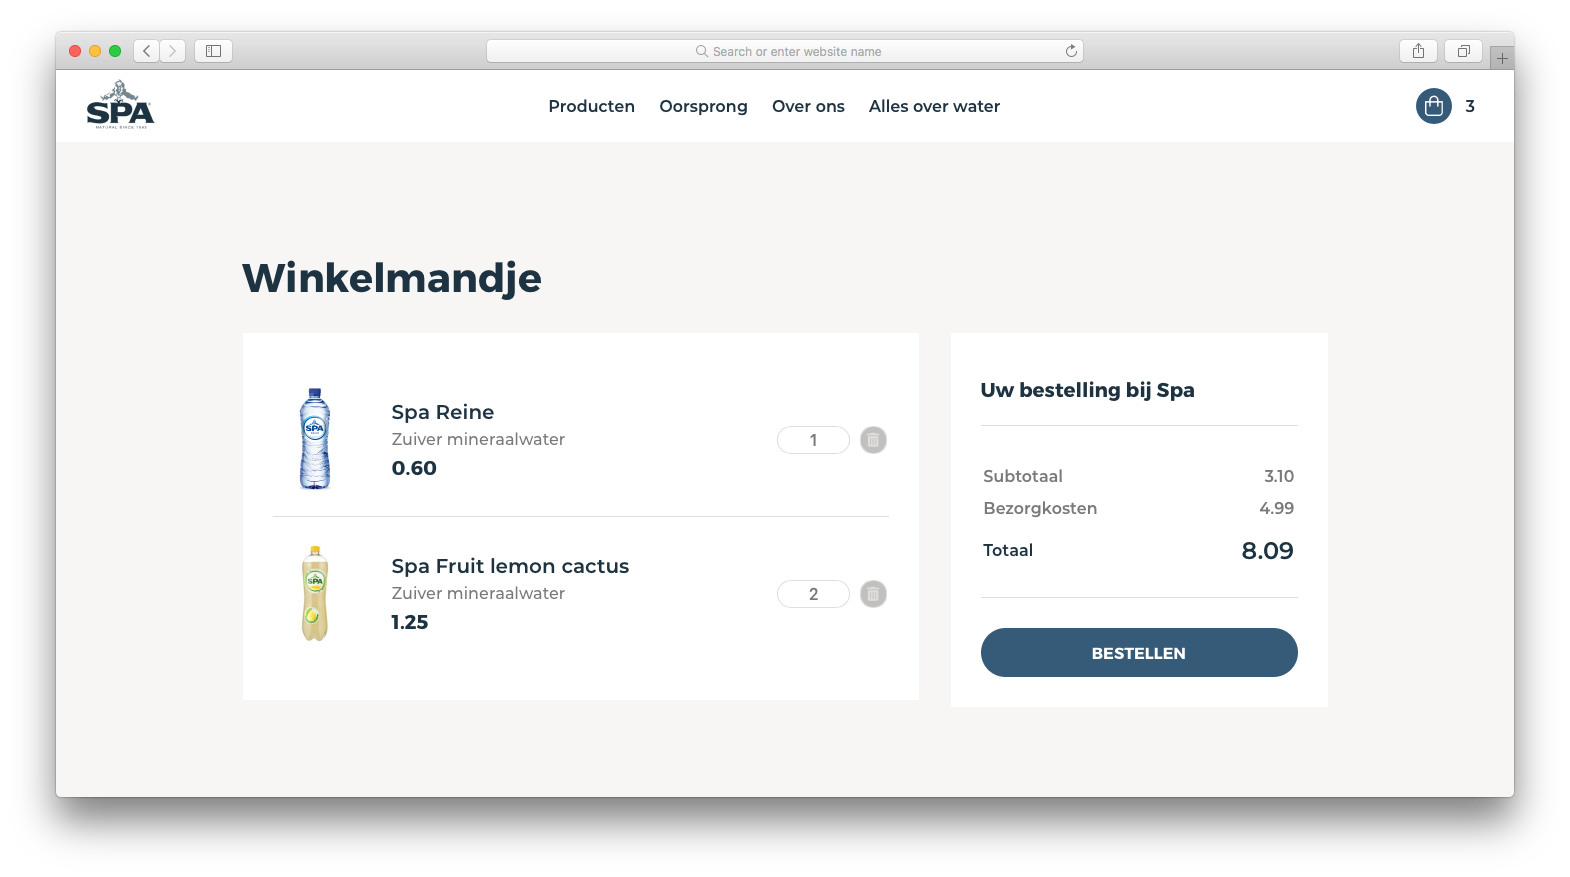 Search or enter website name
SPA
NATURAL SINCE 1583
Producten Oorsprong Over ons Alles over water
3
Winkelmandje
SPA
Spa Reine
Zuiver mineraalwater
0.60
1
SPA
Spa Fruit lemon cactus
Zuiver mineraalwater
1.25
2
Uw bestelling bij Spa
Subtotaal 3.10
Bezorgkosten 4.99
Totaal 8.09
BESTELLEN